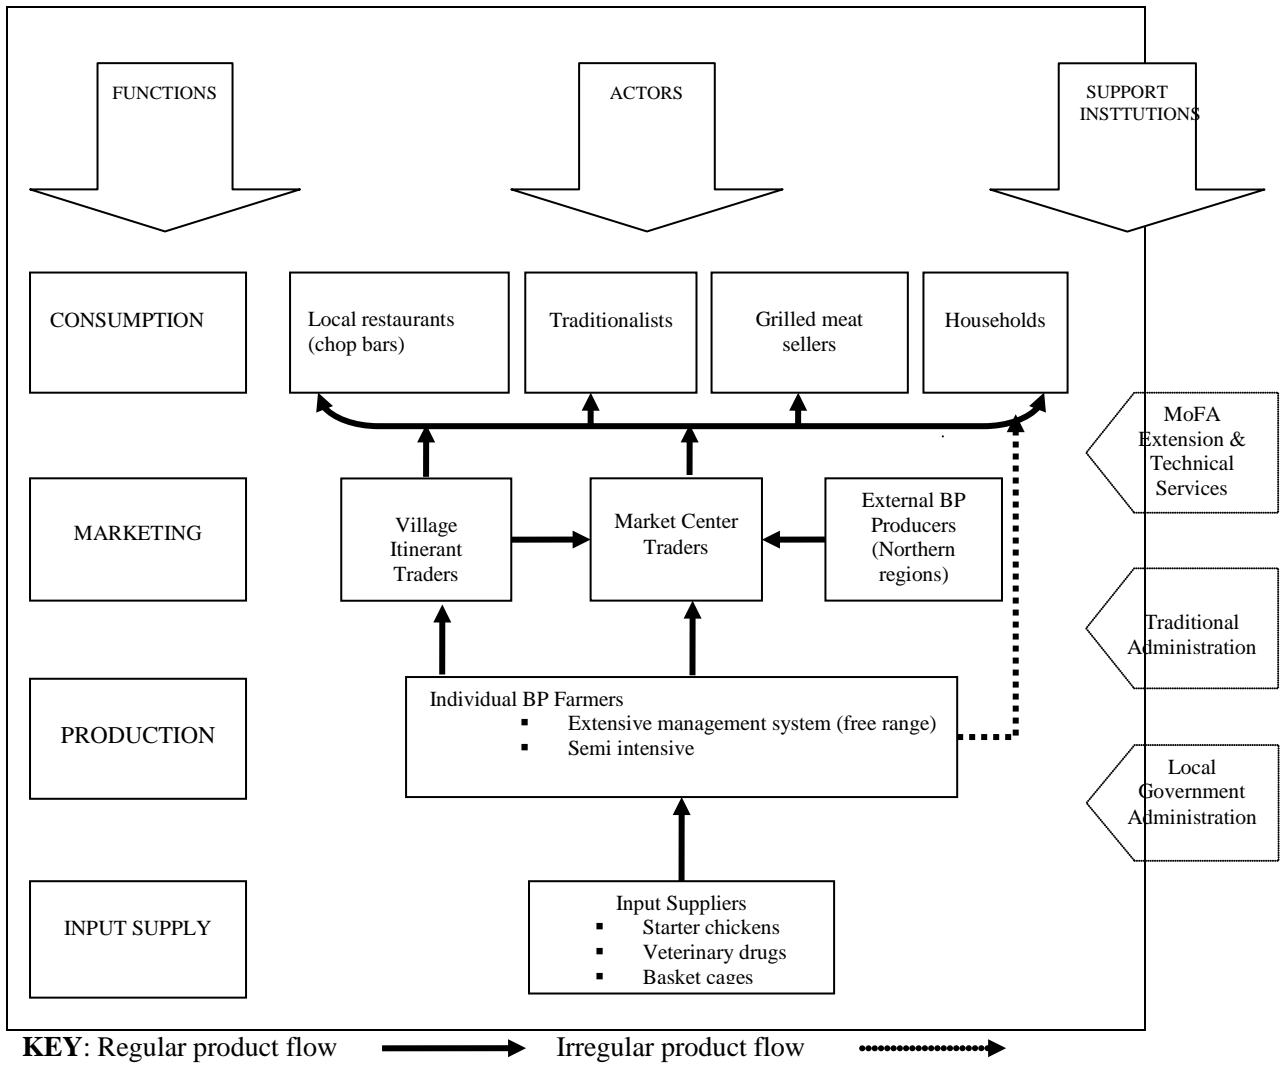 FUNCTIONS
ACTORS
SUPPORT
INSTTUTIONS
CONSUMPTION
Local restaurants
(chop bars)
Traditionalists
Grilled meat
sellers
Households
MoFA
Extension &
Technical
Services
MARKETING
Village
Itinerant
Traders
Market Center
Traders
External BP
Producers
(Northern
regions)
Traditional
Administration
PRODUCTION
Individual BP Farmers
▪ Extensive management system (free range)
▪ Semi intensive
Local
Government
Administration
INPUT SUPPLY
Input Suppliers
▪ Starter chickens
▪ Veterinary drugs
▪ Basket cages
KEY: Regular product flow
Irregular product flow